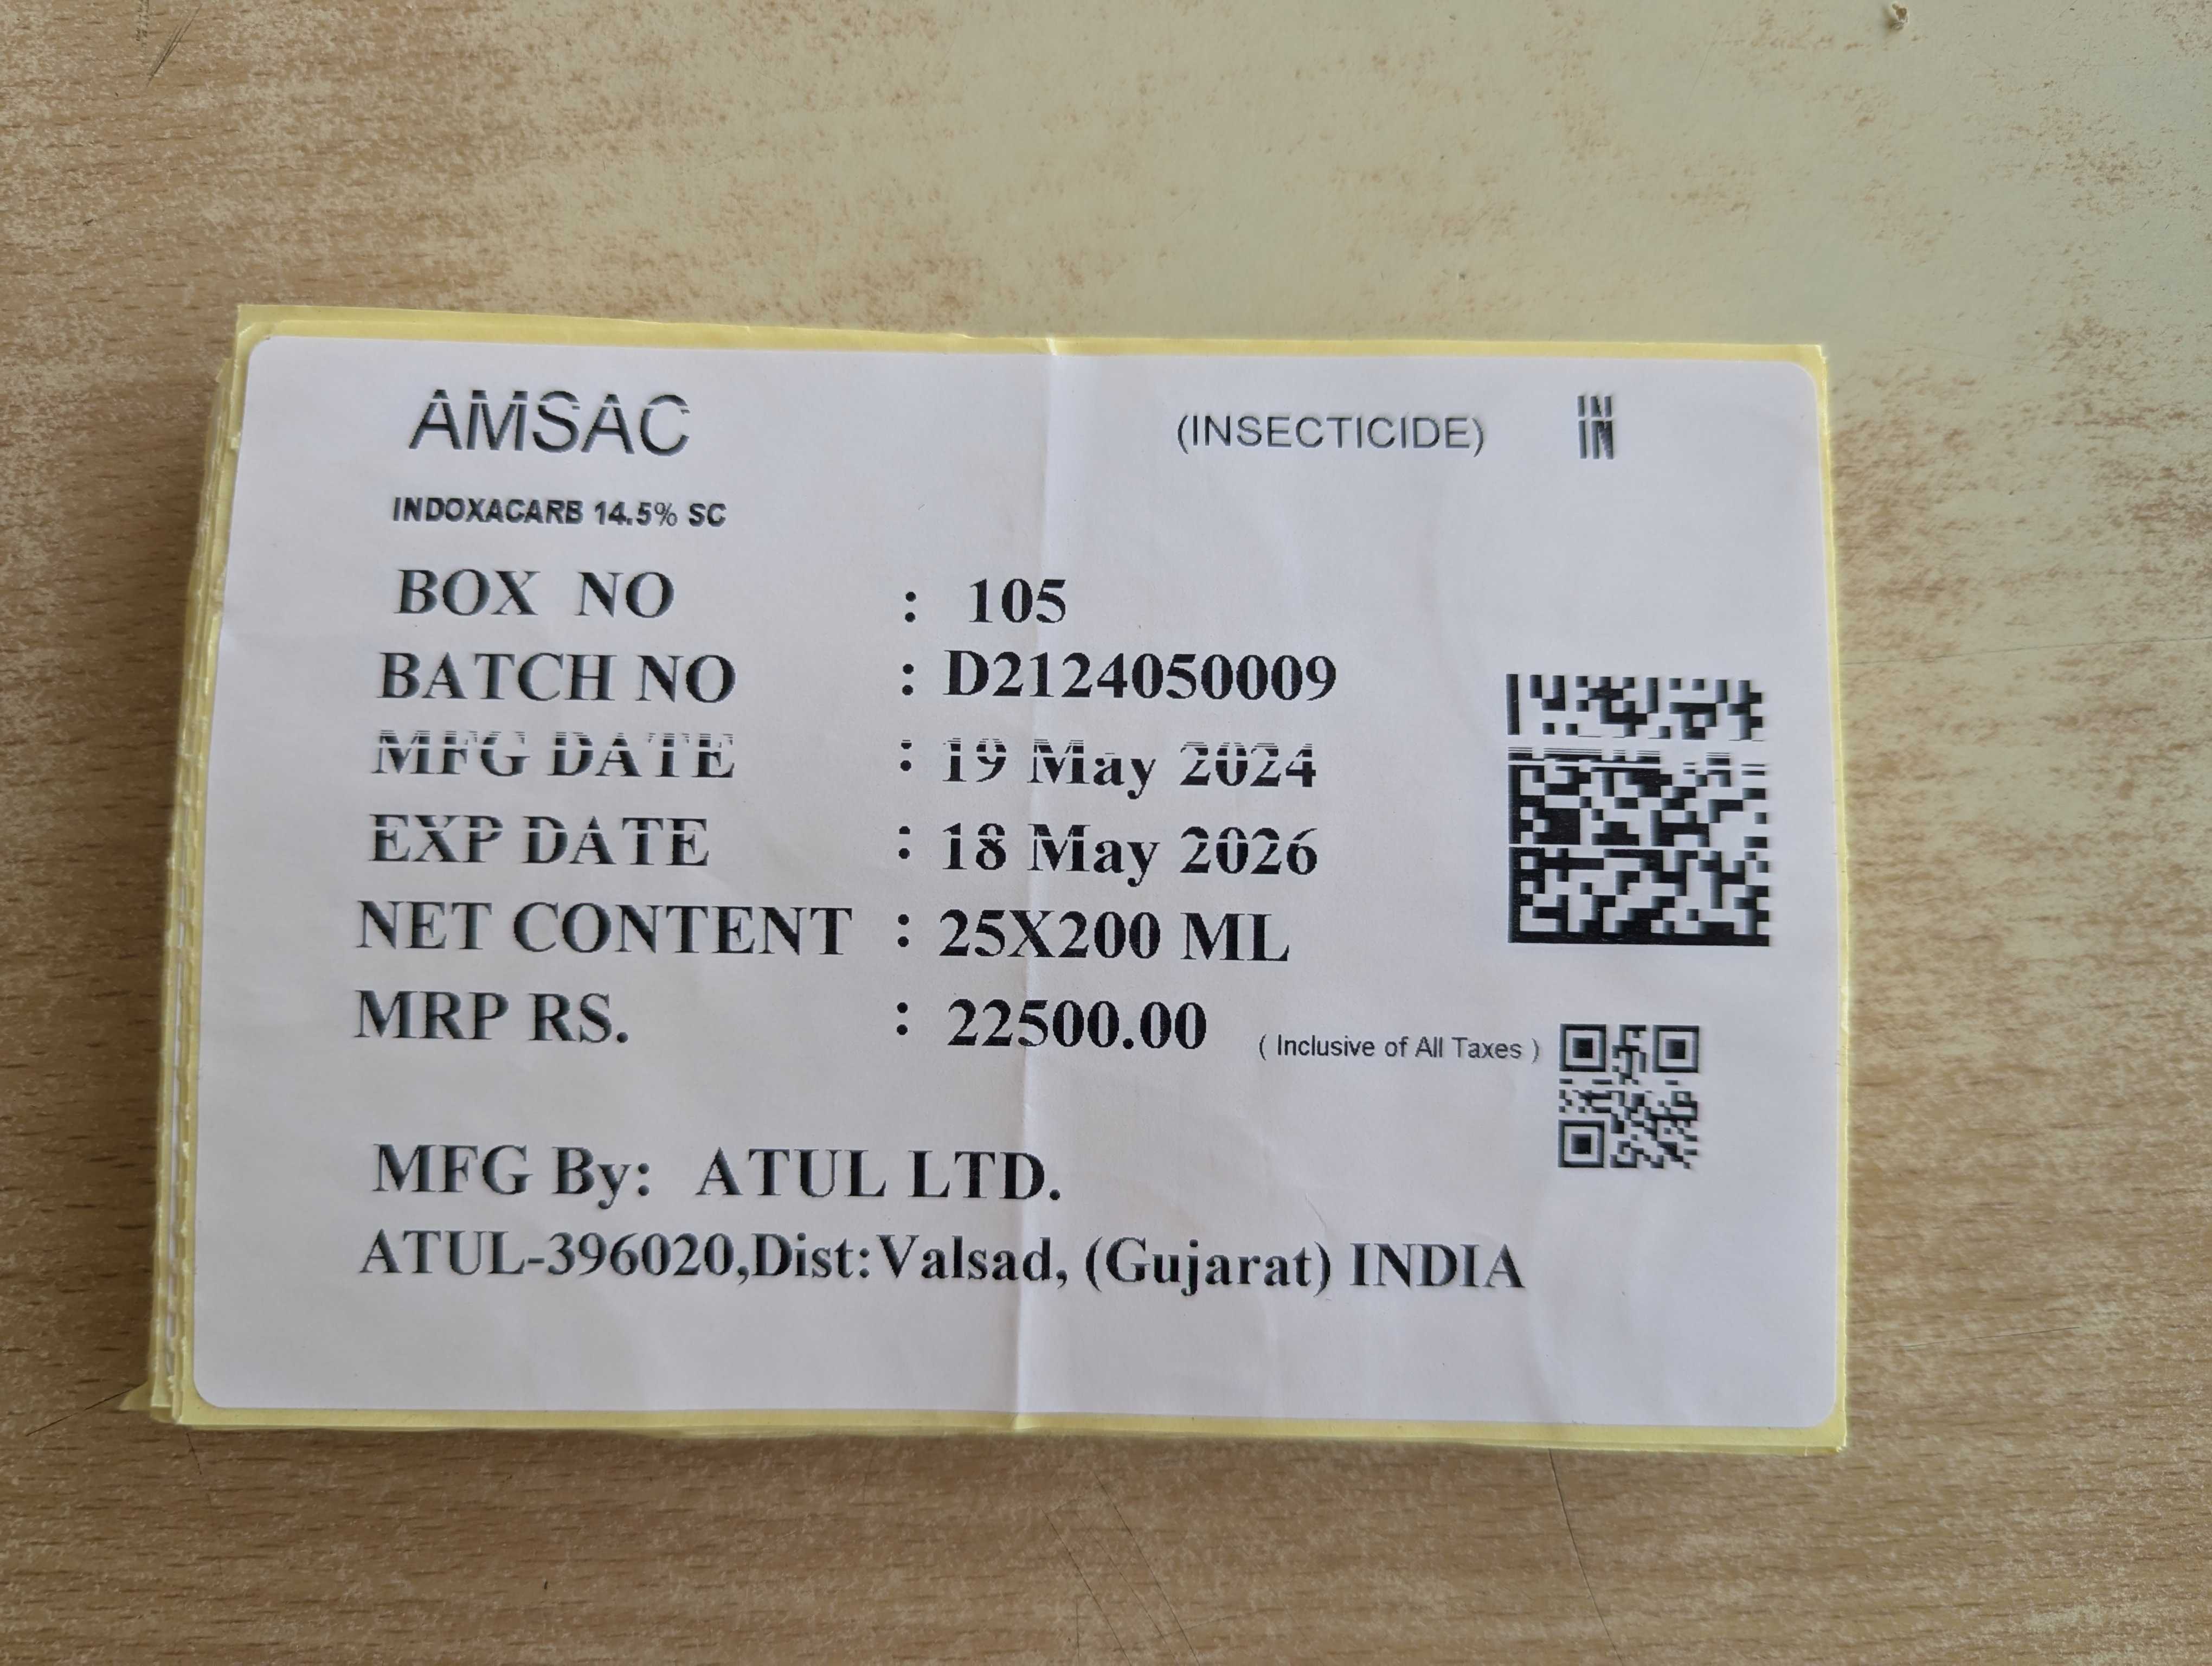 AMSAC (INSECTICIDE) IN
INDOXACARB 14.5% SC
BOX NO : 105
BATCH NO : D2124050009
MFG DATE : 19 May 2024
EXP DATE : 18 May 2026
NET CONTENT : 25X200 ML
MRP RS. : 22500.00 ( Inclusive of All Taxes )
MFG By: ATUL LTD.
ATUL-396020,Dist:Valsad, (Gujarat) INDIA